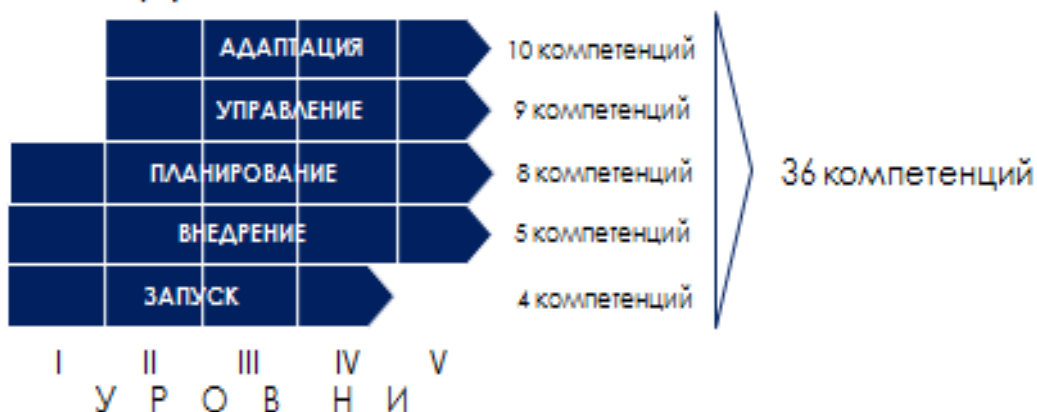 АДАПТАЦИЯ 10 компетенций
УПРАВЛЕНИЕ 9 компетенций
ПЛАНИРОВАНИЕ 8 компетенций 36 компетенций
ВНЕДРЕНИЕ 5 компетенций
ЗАПУСК 4 компетенций
I II III IV V
У Р О В Н И